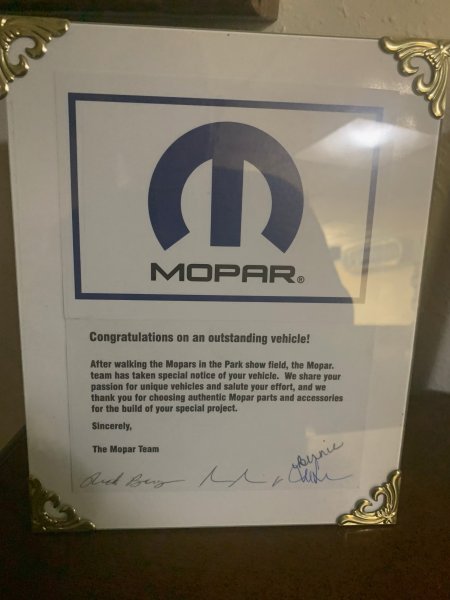 MOPAR®
Congratulations on an outstanding vehicle!
After walking the Mopars in the Park show field, the Mopar.
team has taken special notice of your vehicle. We share your
passion for unique vehicles and salute your effort, and we
thank you for choosing authentic Mopar parts and accessories
for the build of your special project.
Sincerely,
The Mopar Team